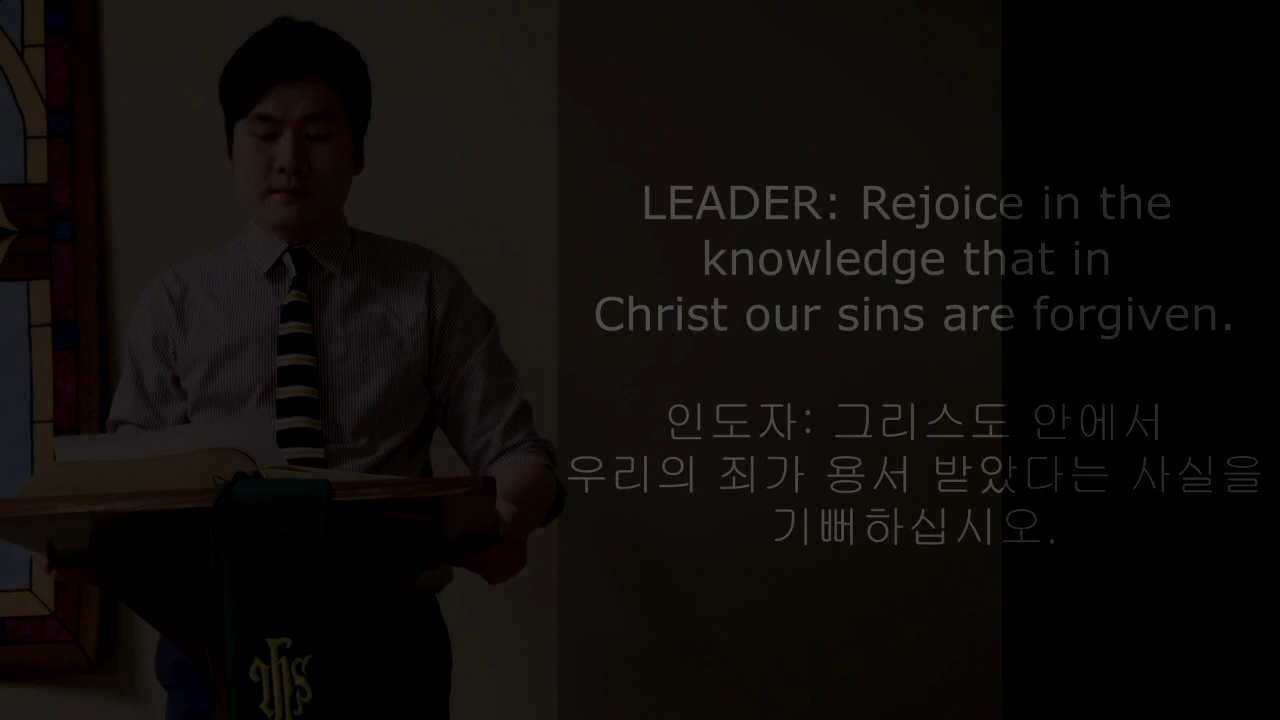 LEADER: Rejoice in the
knowledge that in
Christ our sins are forgiven.
인도자: 그리스도 안에서
우리의 죄가 용서 받았다는 사실을
기뻐하십시오.
IHS